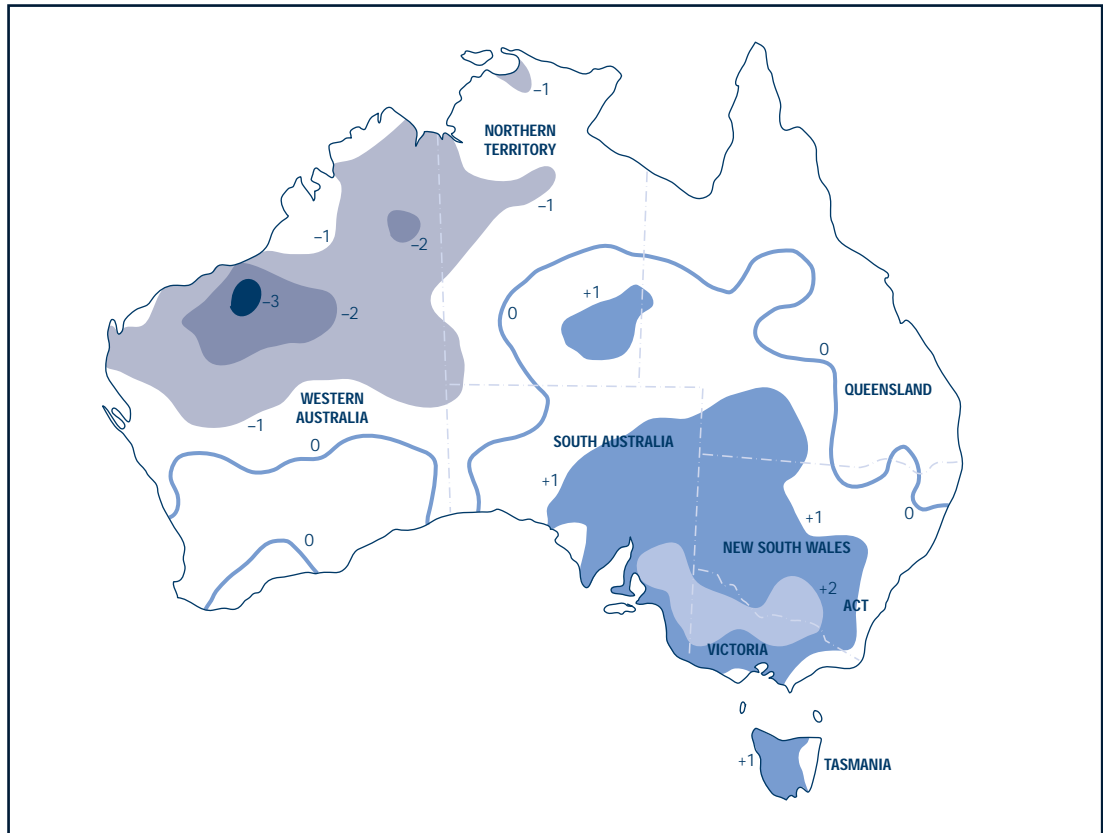 –1
NORTHERN
TERRITORY
–1
–1
–2
+1
–3
0
–2
0
QUEENSLAND
WESTERN
AUSTRALIA
–1
0
SOUTH AUSTRALIA
+1
0
+1
0
NEW SOUTH WALES
+2
ACT
VICTORIA
+1
TASMANIA